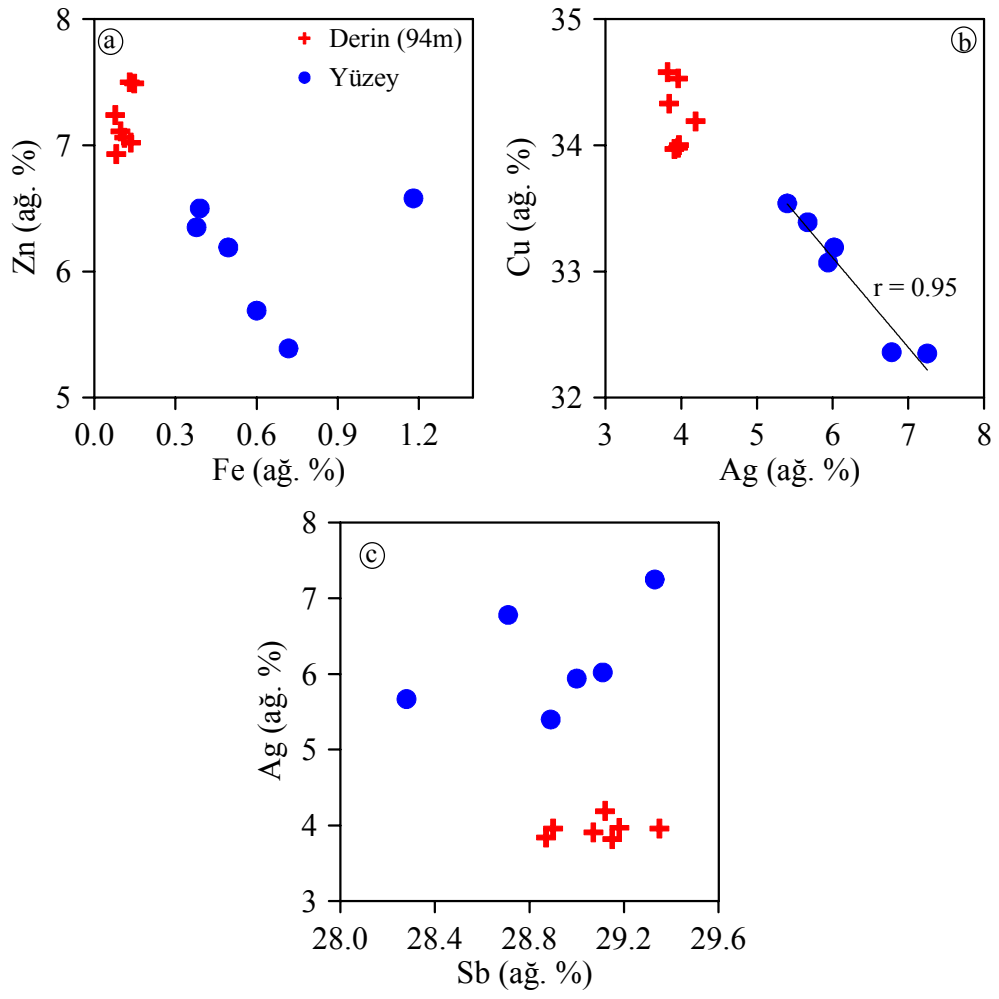 a
Derin (94m)
Yüzey
8
7
6
5
Zn (ağ. %)
0.0 0.3 0.6 0.9 1.2
Fe (ağ. %)
b
35
34
33
32
Cu (ağ. %)
r = 0.95
3 4 5 6 7 8
Ag (ağ. %)
c
8
7
6
5
4
3
Ag (ağ. %)
28.0 28.4 28.8 29.2 29.6
Sb (ağ. %)